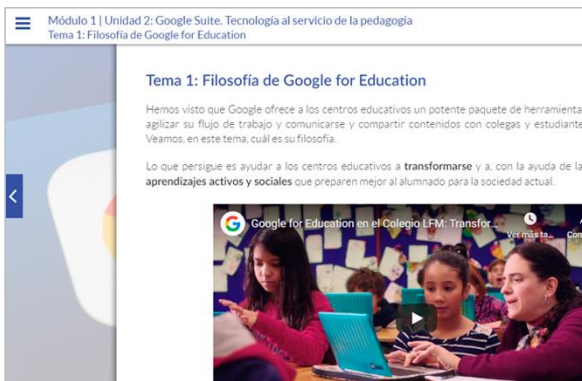 Módulo 1 | Unidad 2: Google Suite. Tecnología al servicio de la pedagogía
Tema 1: Filosofía de Google for Education
Tema 1: Filosofía de Google for Education
Hemos visto que Google ofrece a los centros educativos un potente paquete de herramienta
agilizar su flujo de trabajo y comunicarse y compartir contenidos con colegas y estudiante
Veamos, en este tema, cuál es su filosofía.
Lo que persigue es ayudar a los centros educativos a transformarse y a, con la ayuda de la
aprendizajes activos y sociales que preparen mejor al alumnado para la sociedad actual.
Google for Education en el Colegio LFM: Transfor...
Ver más ta...
Com